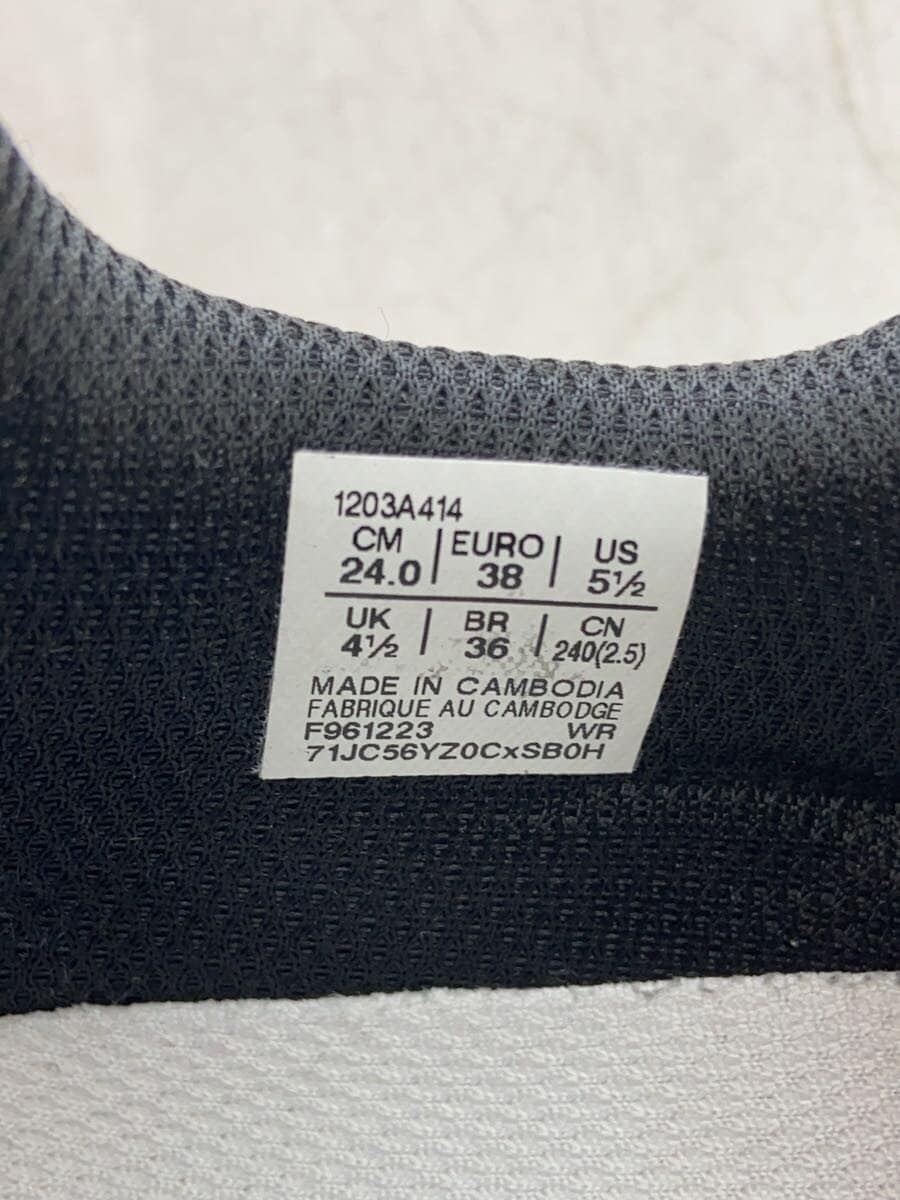 1203A414
CM | EURO | US
24.0 | 38 | 5½
UK | BR | CN
4½ | 36 | 240(2.5)
MADE IN CAMBODIA
FABRIQUE AU CAMBODGE
F961223 WR
71JC56YZ0CxSB0H